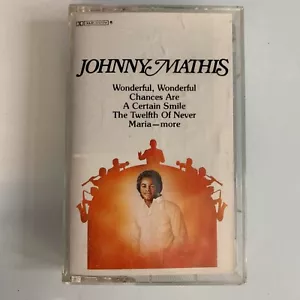 JOHNNY MATHIS
Wonderful, Wonderful
Chances Are
A Certain Smile
The Twelfth Of Never
Maria—more